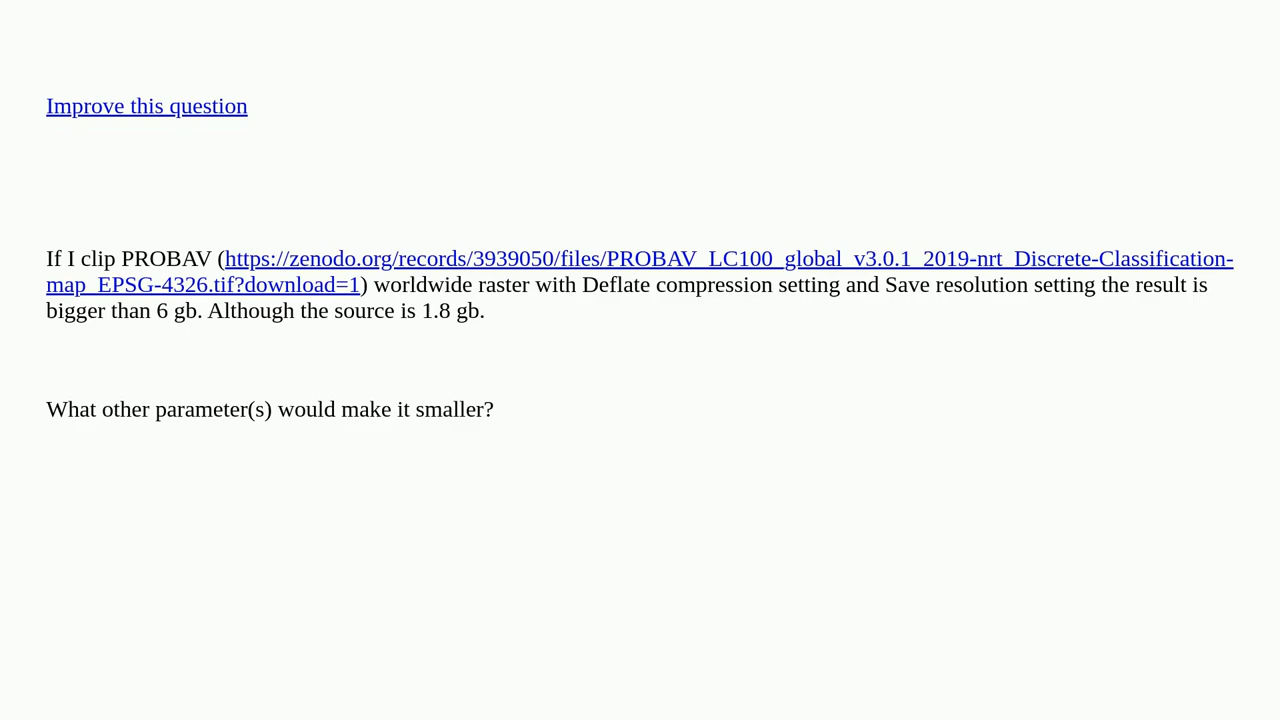 Improve this question
If I clip PROBAV (https://zenodo.org/records/3939050/files/PROBAV_LC100_global_v3.0.1_2019-nrt_Discrete-Classification-
map_EPSG-4326.tif?download=1) worldwide raster with Deflate compression setting and Save resolution setting the result is
bigger than 6 gb. Although the source is 1.8 gb.
What other parameter(s) would make it smaller?